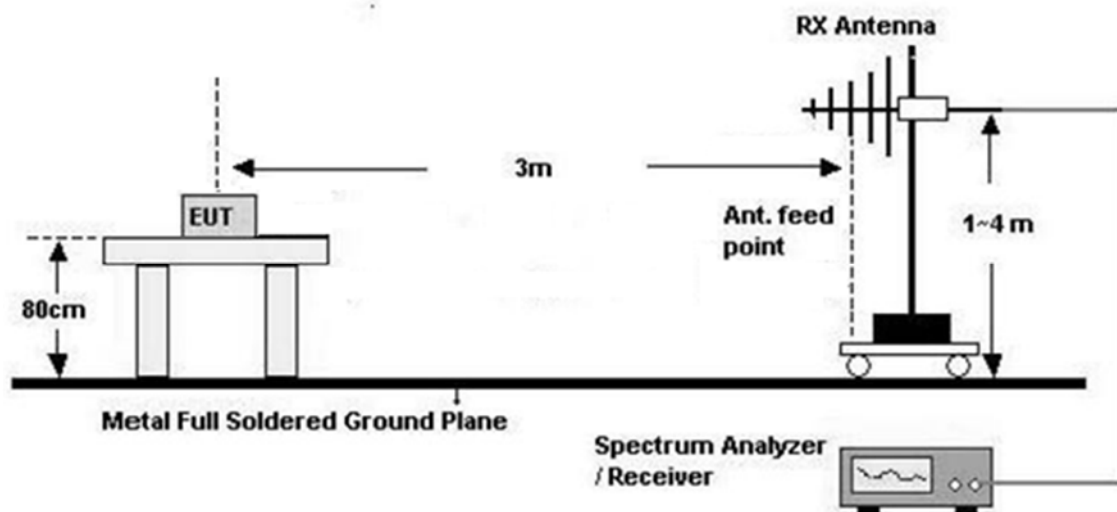 RX Antenna
3m
EUT
Ant. feed
point
1~4 m
80cm
Metal Full Soldered Ground Plane
Spectrum Analyzer
/ Receiver